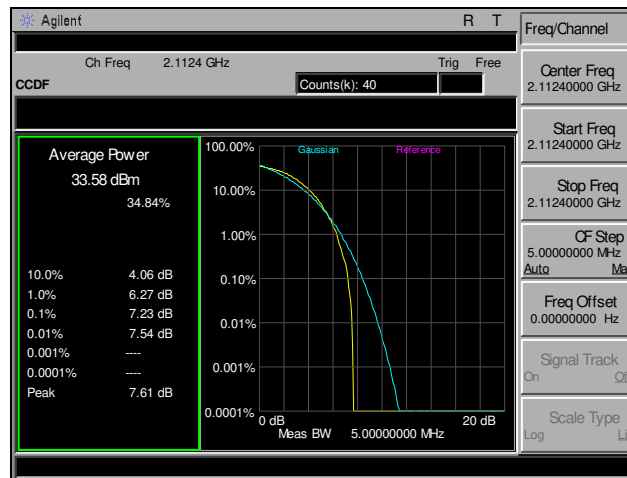 Agilent R T
Freq/Channel
Ch Freq 2.1124 GHz Trig Free
CCDF Counts(k): 40
Center Freq
2.11240000 GHz
Start Freq
2.11240000 GHz
Stop Freq
2.11240000 GHz
CF Step
5.00000000 MHz
Auto Ma
Freq Offset
0.00000000 Hz
Signal Track
On Of
Scale Type
Log Li
Average Power
33.58 dBm
34.84%
10.0% 4.06 dB
1.0% 6.27 dB
0.1% 7.23 dB
0.01% 7.54 dB
0.001% ----
0.0001% ----
Peak 7.61 dB
Gaussian Reference
100.00%
10.00%
1.00%
0.10%
0.01%
0.001%
0.0001%
0 dB 20 dB
Meas BW 5.00000000 MHz